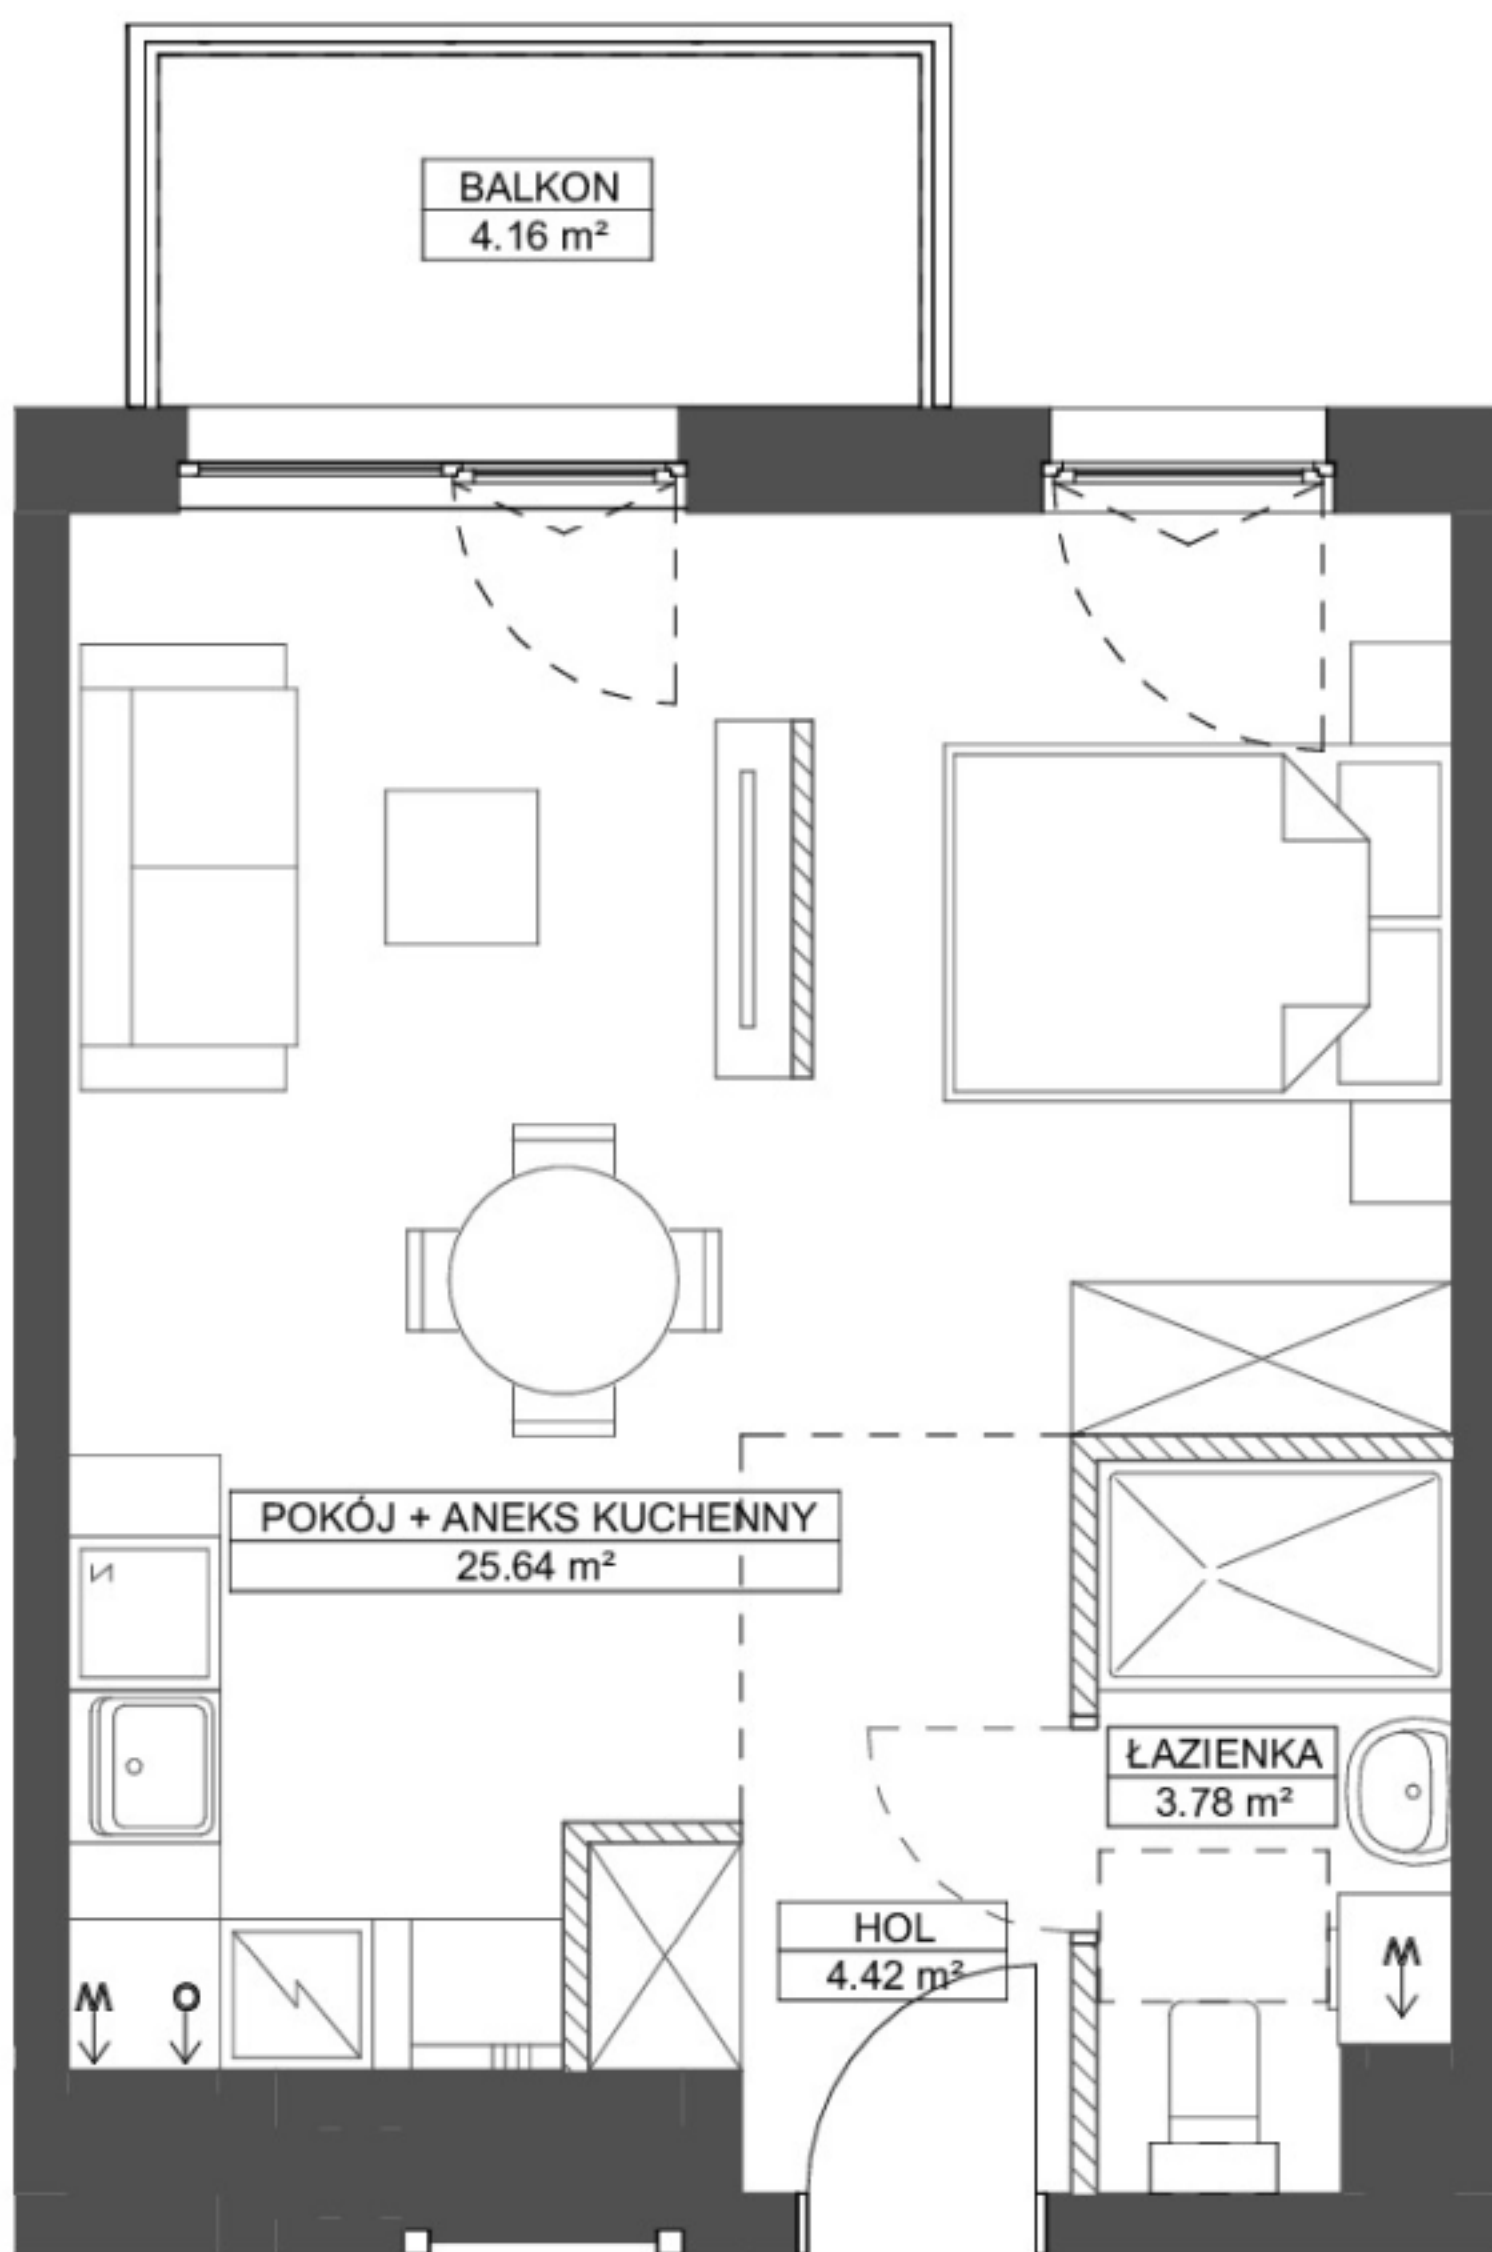 BALKON
4.16 m²
POKÓJ + ANEKS KUCHENNY
25.64 m²
ŁAZIENKA
3.78 m²
HOL
4.42 m²
M
O
M